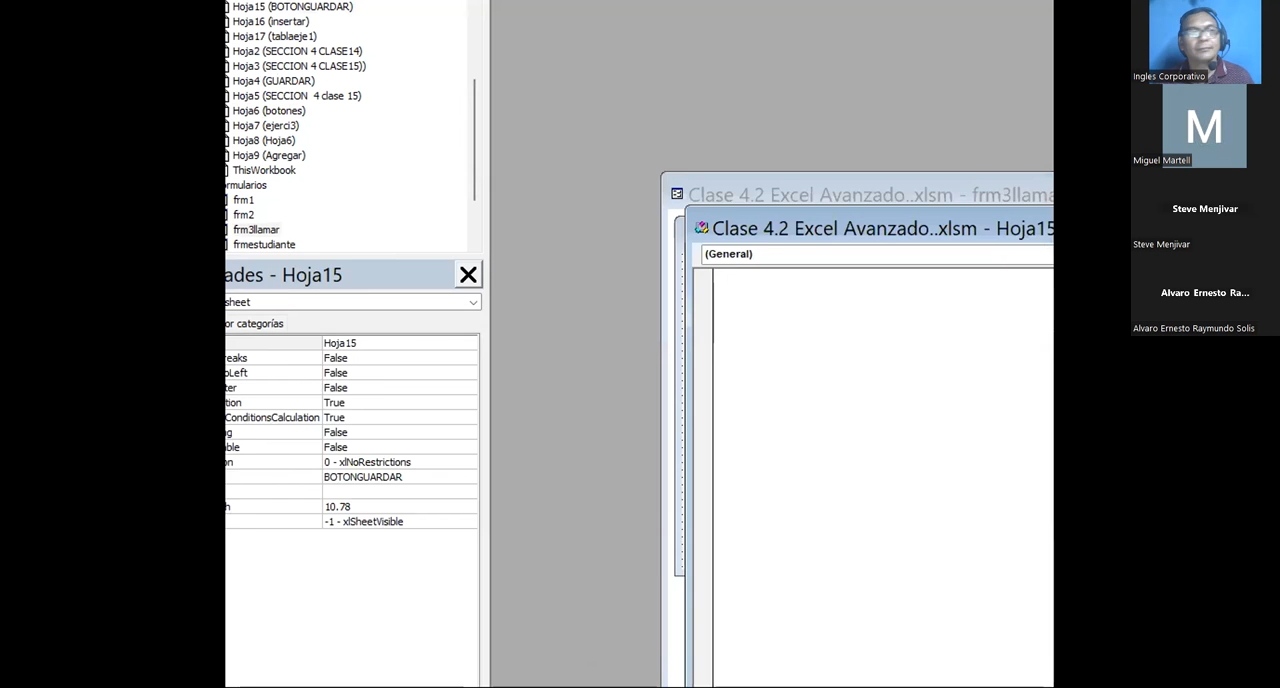 Hoja15 (BOTONGUARDAR)
Hoja16 (insertar)
Hoja17 (tablaeje1)
Hoja2 (SECCION 4 CLASE14)
Hoja3 (SECCION 4 CLASE15))
Hoja4 (GUARDAR)
Hoja5 (SECCION 4 clase 15)
Hoja6 (botones)
Hoja7 (ejerci3)
Hoja8 (Hoja6)
Hoja9 (Agregar)
ThisWorkbook
ormularios
frm1
frm2
frm3llamar
frmestudiante
ades - Hoja15
sheet
or categorías
Hoja15
reaks False
oLeft False
ter False
tion True
ConditionsCalculation True
ng False
ble False
on 0 - xlNoRestrictions
BOTONGUARDAR
h 10.78
-1 - xlSheetVisible
Clase 4.2 Excel Avanzado..xlsm - frm3llama
Clase 4.2 Excel Avanzado..xlsm - Hoja15
(General)
Ingles Corporativo
M
Miguel Martell
Steve Menjivar
Steve Menjivar
Alvaro Ernesto Ra...
Alvaro Ernesto Raymundo Solis